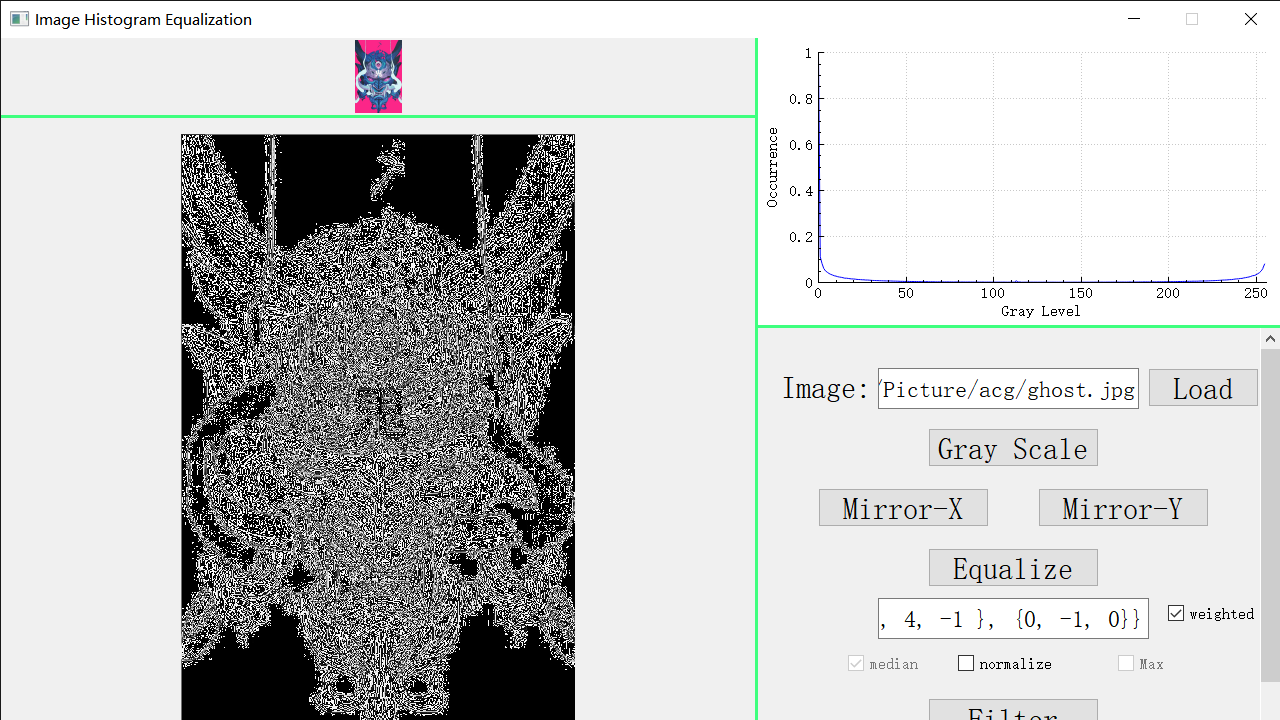 Image Histogram Equalization
1
0.8
0.6
0.4
0.2
0
Occurrence
0 50 100 150 200 250
Gray Level
Image: /Picture/acg/ghost.jpg Load
Gray Scale
Mirror-X Mirror-Y
Equalize
, 4, -1 }, {0, -1, 0}} weighted
median normalize Max
Filter